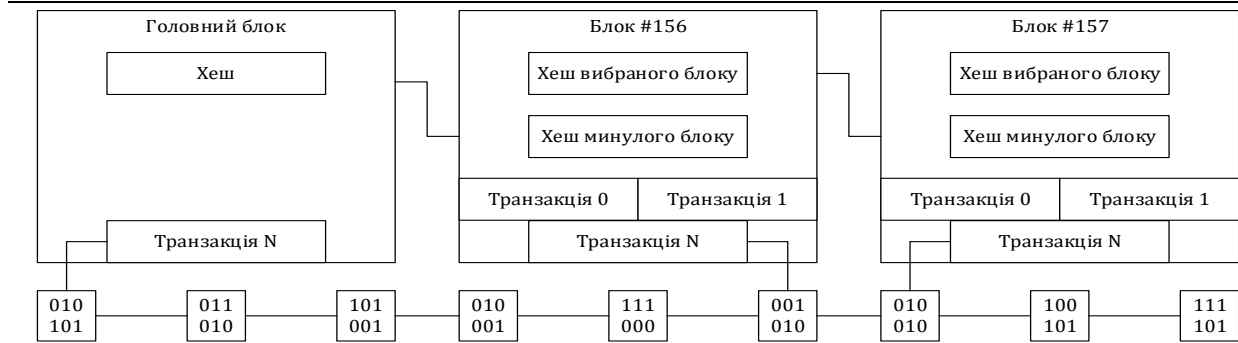 Головний блок
Хеш
Транзакція N
Блок #156
Хеш вибраного блоку
Хеш минулого блоку
Транзакція 0
Транзакція 1
Транзакція N
Блок #157
Хеш вибраного блоку
Хеш минулого блоку
Транзакція 0
Транзакція 1
Транзакція N
010
101
011
010
101
001
010
001
111
000
001
010
010
010
100
101
111
101